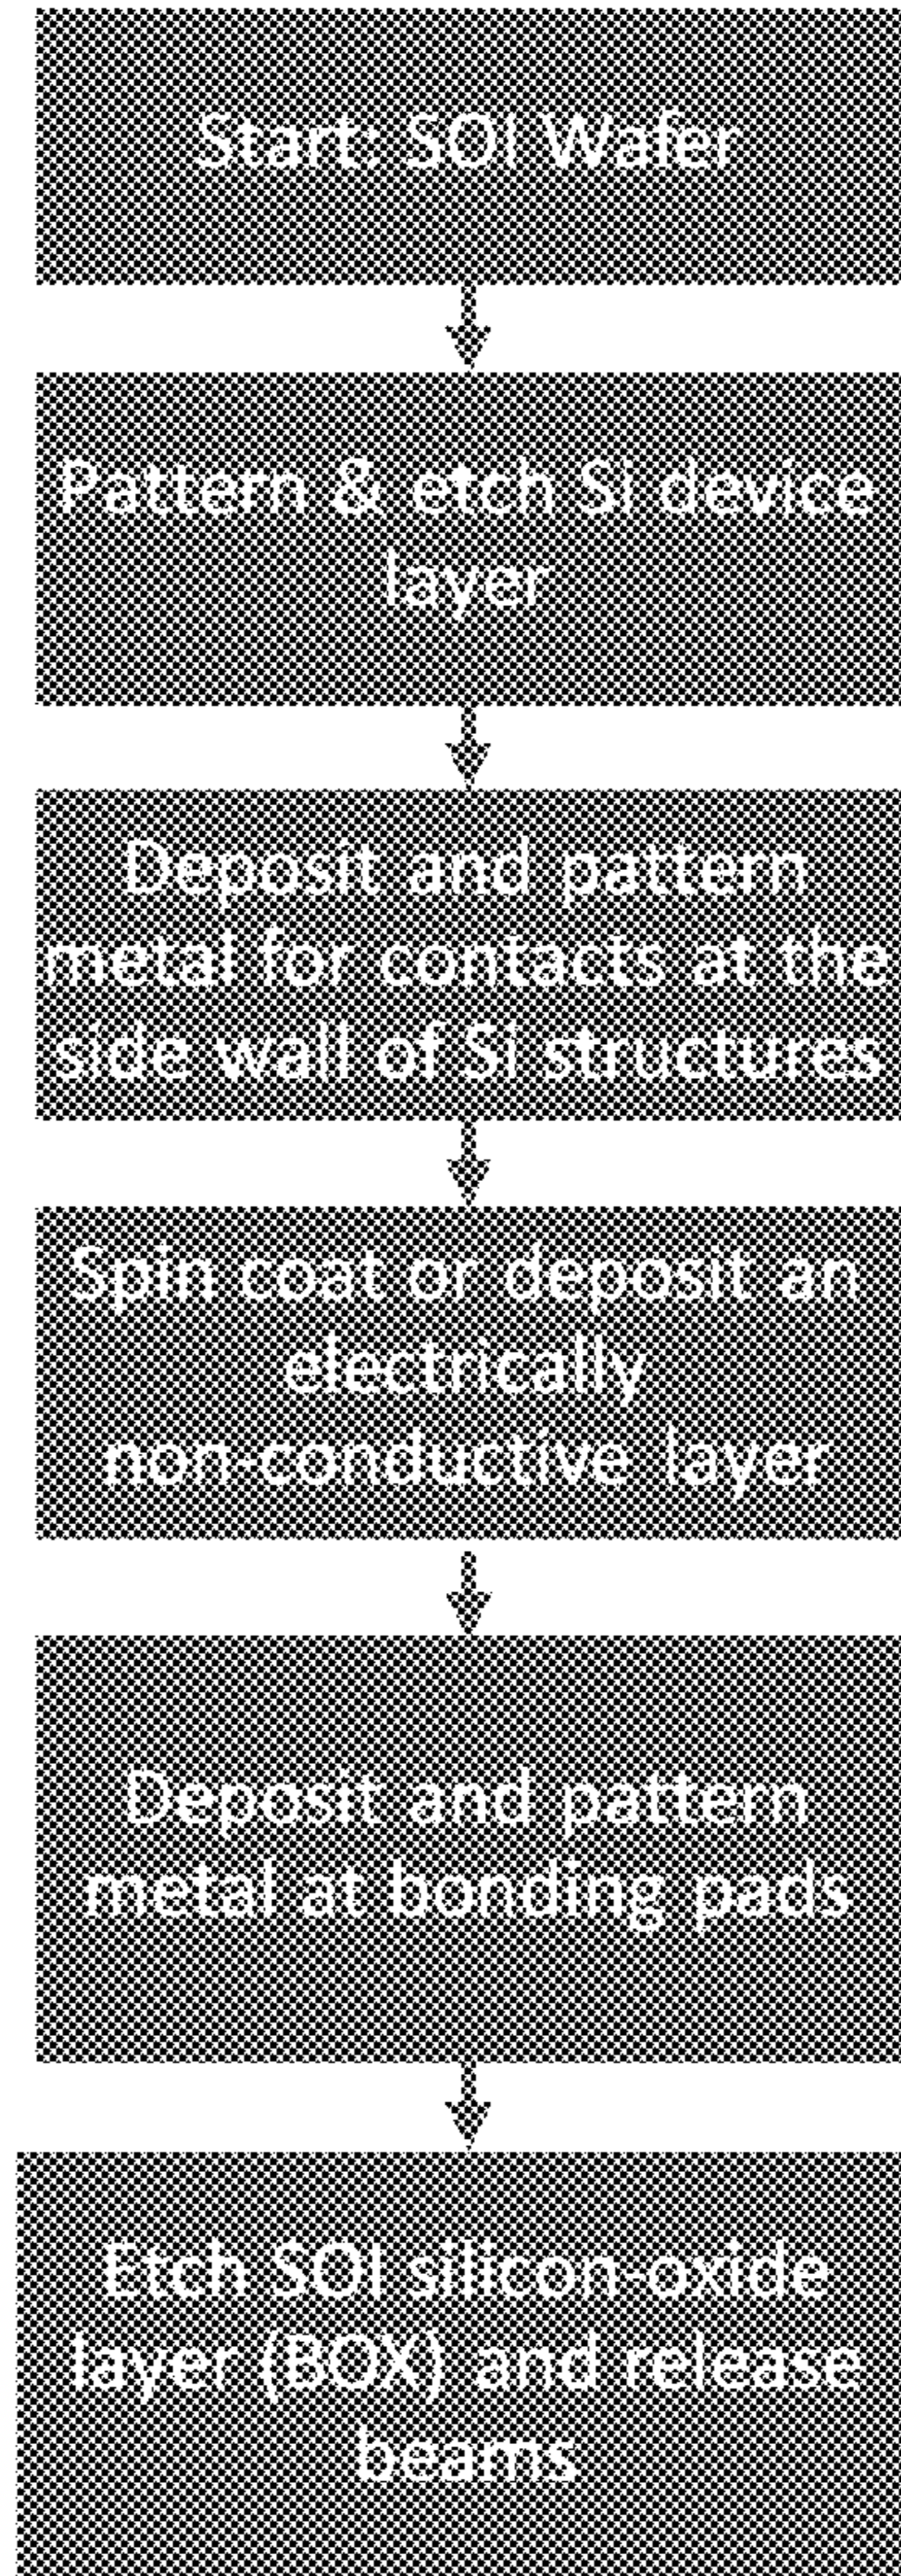 Start: SOI Wafer
Pattern & etch Si device
layer
Deposit and pattern
metal for contacts at the
side wall of Si structures
Spin coat or deposit an
electrically
non-conductive layer
Deposit and pattern
metal at bonding pads
Etch SOI silicon-oxide
layer (BOX) and release
beams